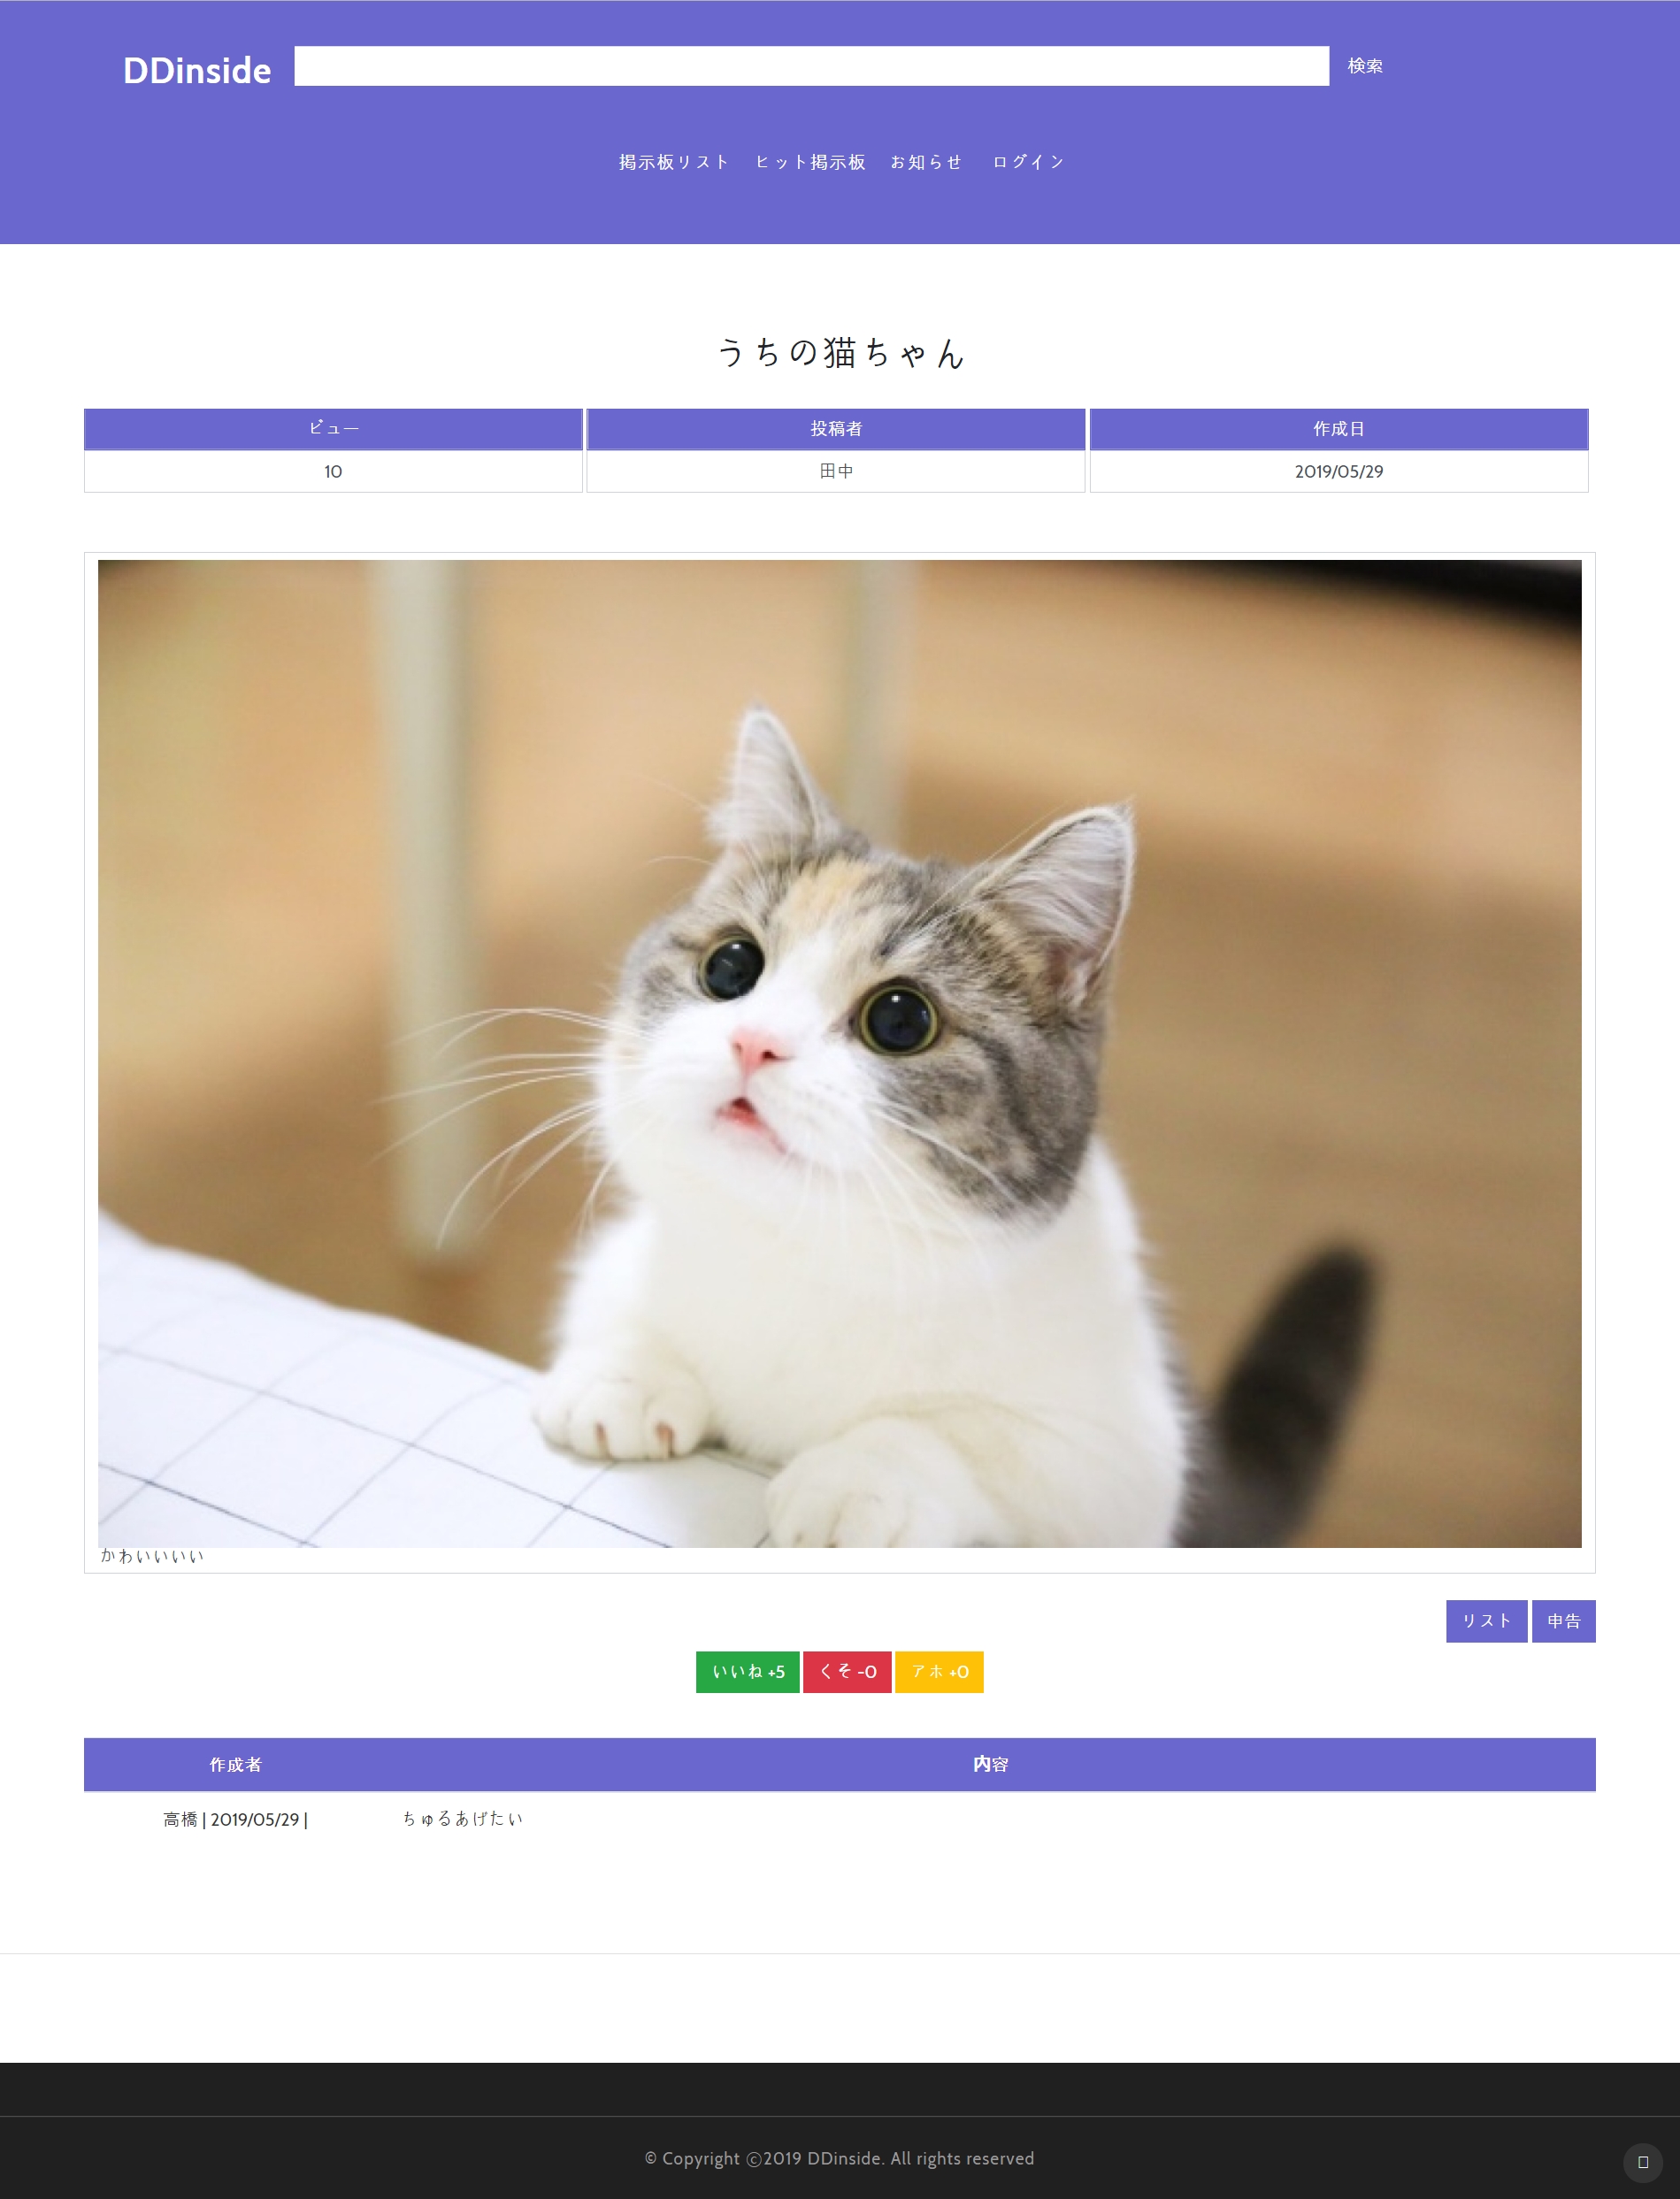 DDinside 検索
掲示板リスト ヒット掲示板 お知らせ ログイン
うちの猫ちゃん
ビュー 投稿者 作成日
10 田中 2019/05/29
かわいいいい
リスト 申告
いいね +5 くそ -0 アホ +0
作成者 内容
高橋 | 2019/05/29 | ちゅるあげたい
© Copyright ⓒ2019 DDinside. All rights reserved